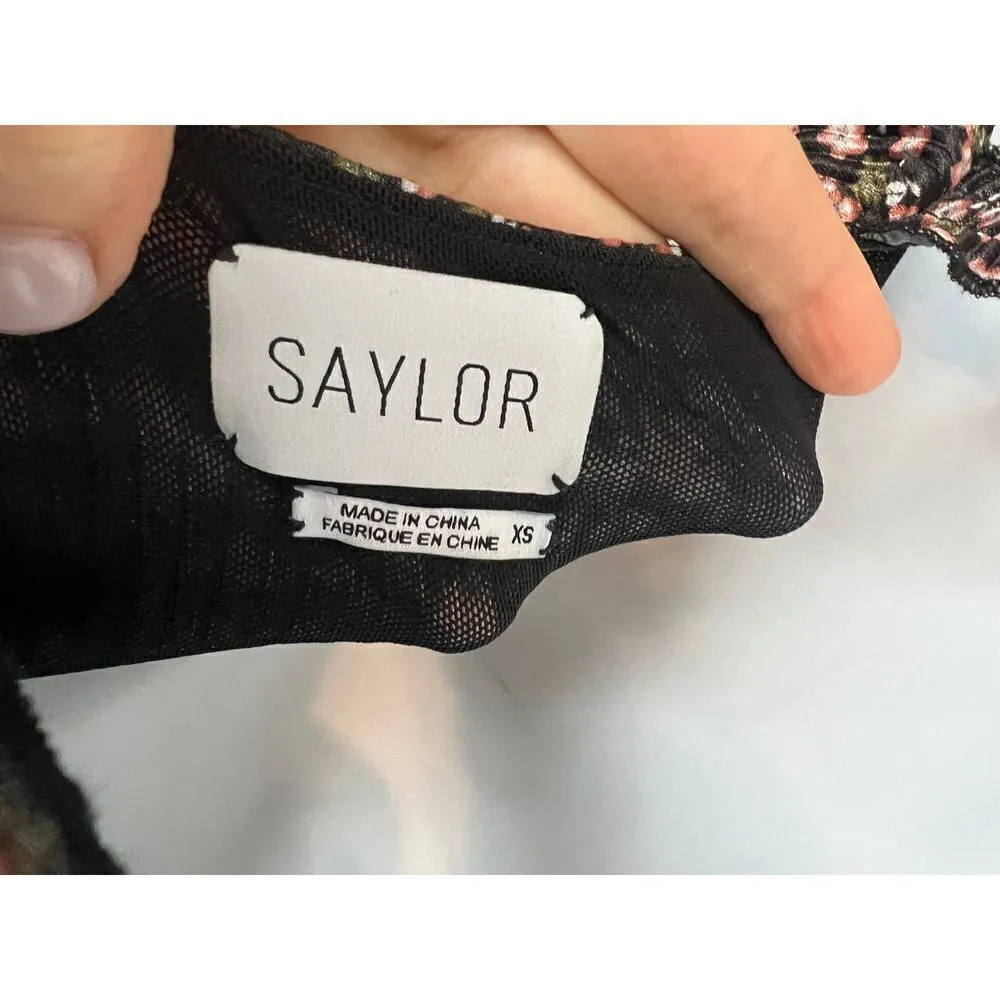 SAYLOR
MADE IN CHINA
FABRIQUE EN CHINE XS